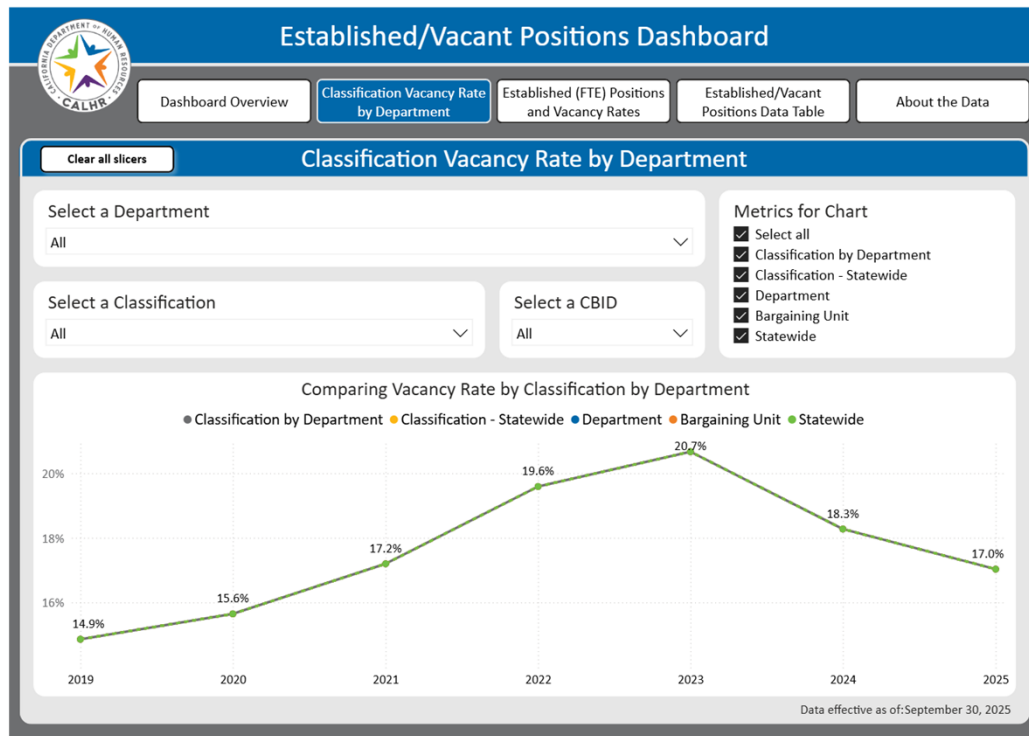 Established/Vacant Positions Dashboard
CALIFORNIA DEPARTMENT of HUMAN RESOURCES
· CALHR ·
Dashboard Overview
Classification Vacancy Rate
by Department
Established (FTE) Positions
and Vacancy Rates
Established/Vacant
Positions Data Table
About the Data
Clear all slicers
Classification Vacancy Rate by Department
Select a Department
All
Metrics for Chart
Select all
Classification by Department
Classification - Statewide
Department
Bargaining Unit
Statewide
Select a Classification
All
Select a CBID
All
Comparing Vacancy Rate by Classification by Department
Classification by Department Classification - Statewide Department Bargaining Unit Statewide
20%
18%
16%
14.9%
15.6%
17.2%
19.6%
20.7%
18.3%
17.0%
2019 2020 2021 2022 2023 2024 2025
Data effective as of:September 30, 2025